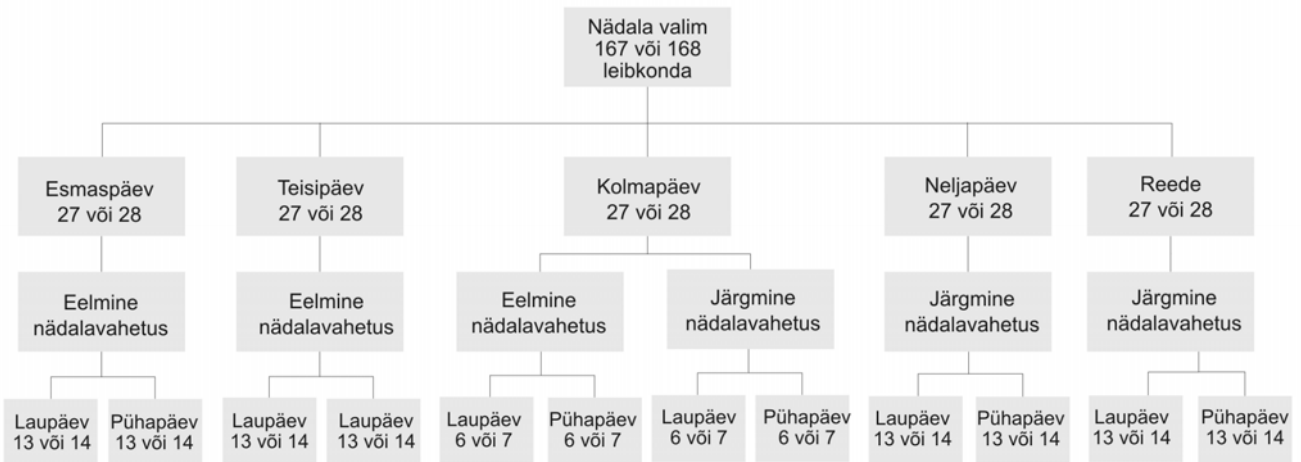 Nädala valim
167 või 168
leibkonda
Esmaspäev
27 või 28
Teisipäev
27 või 28
Kolmapäev
27 või 28
Neljapäev
27 või 28
Reede
27 või 28
Eelmine
nädalavahetus
Eelmine
nädalavahetus
Eelmine
nädalavahetus
Järgmine
nädalavahetus
Järgmine
nädalavahetus
Järgmine
nädalavahetus
Laupäev
13 või 14
Pühapäev
13 või 14
Laupäev
13 või 14
Laupäev
13 või 14
Laupäev
6 või 7
Pühapäev
6 või 7
Laupäev
6 või 7
Pühapäev
6 või 7
Laupäev
13 või 14
Pühapäev
13 või 14
Laupäev
13 või 14
Pühapäev
13 või 14